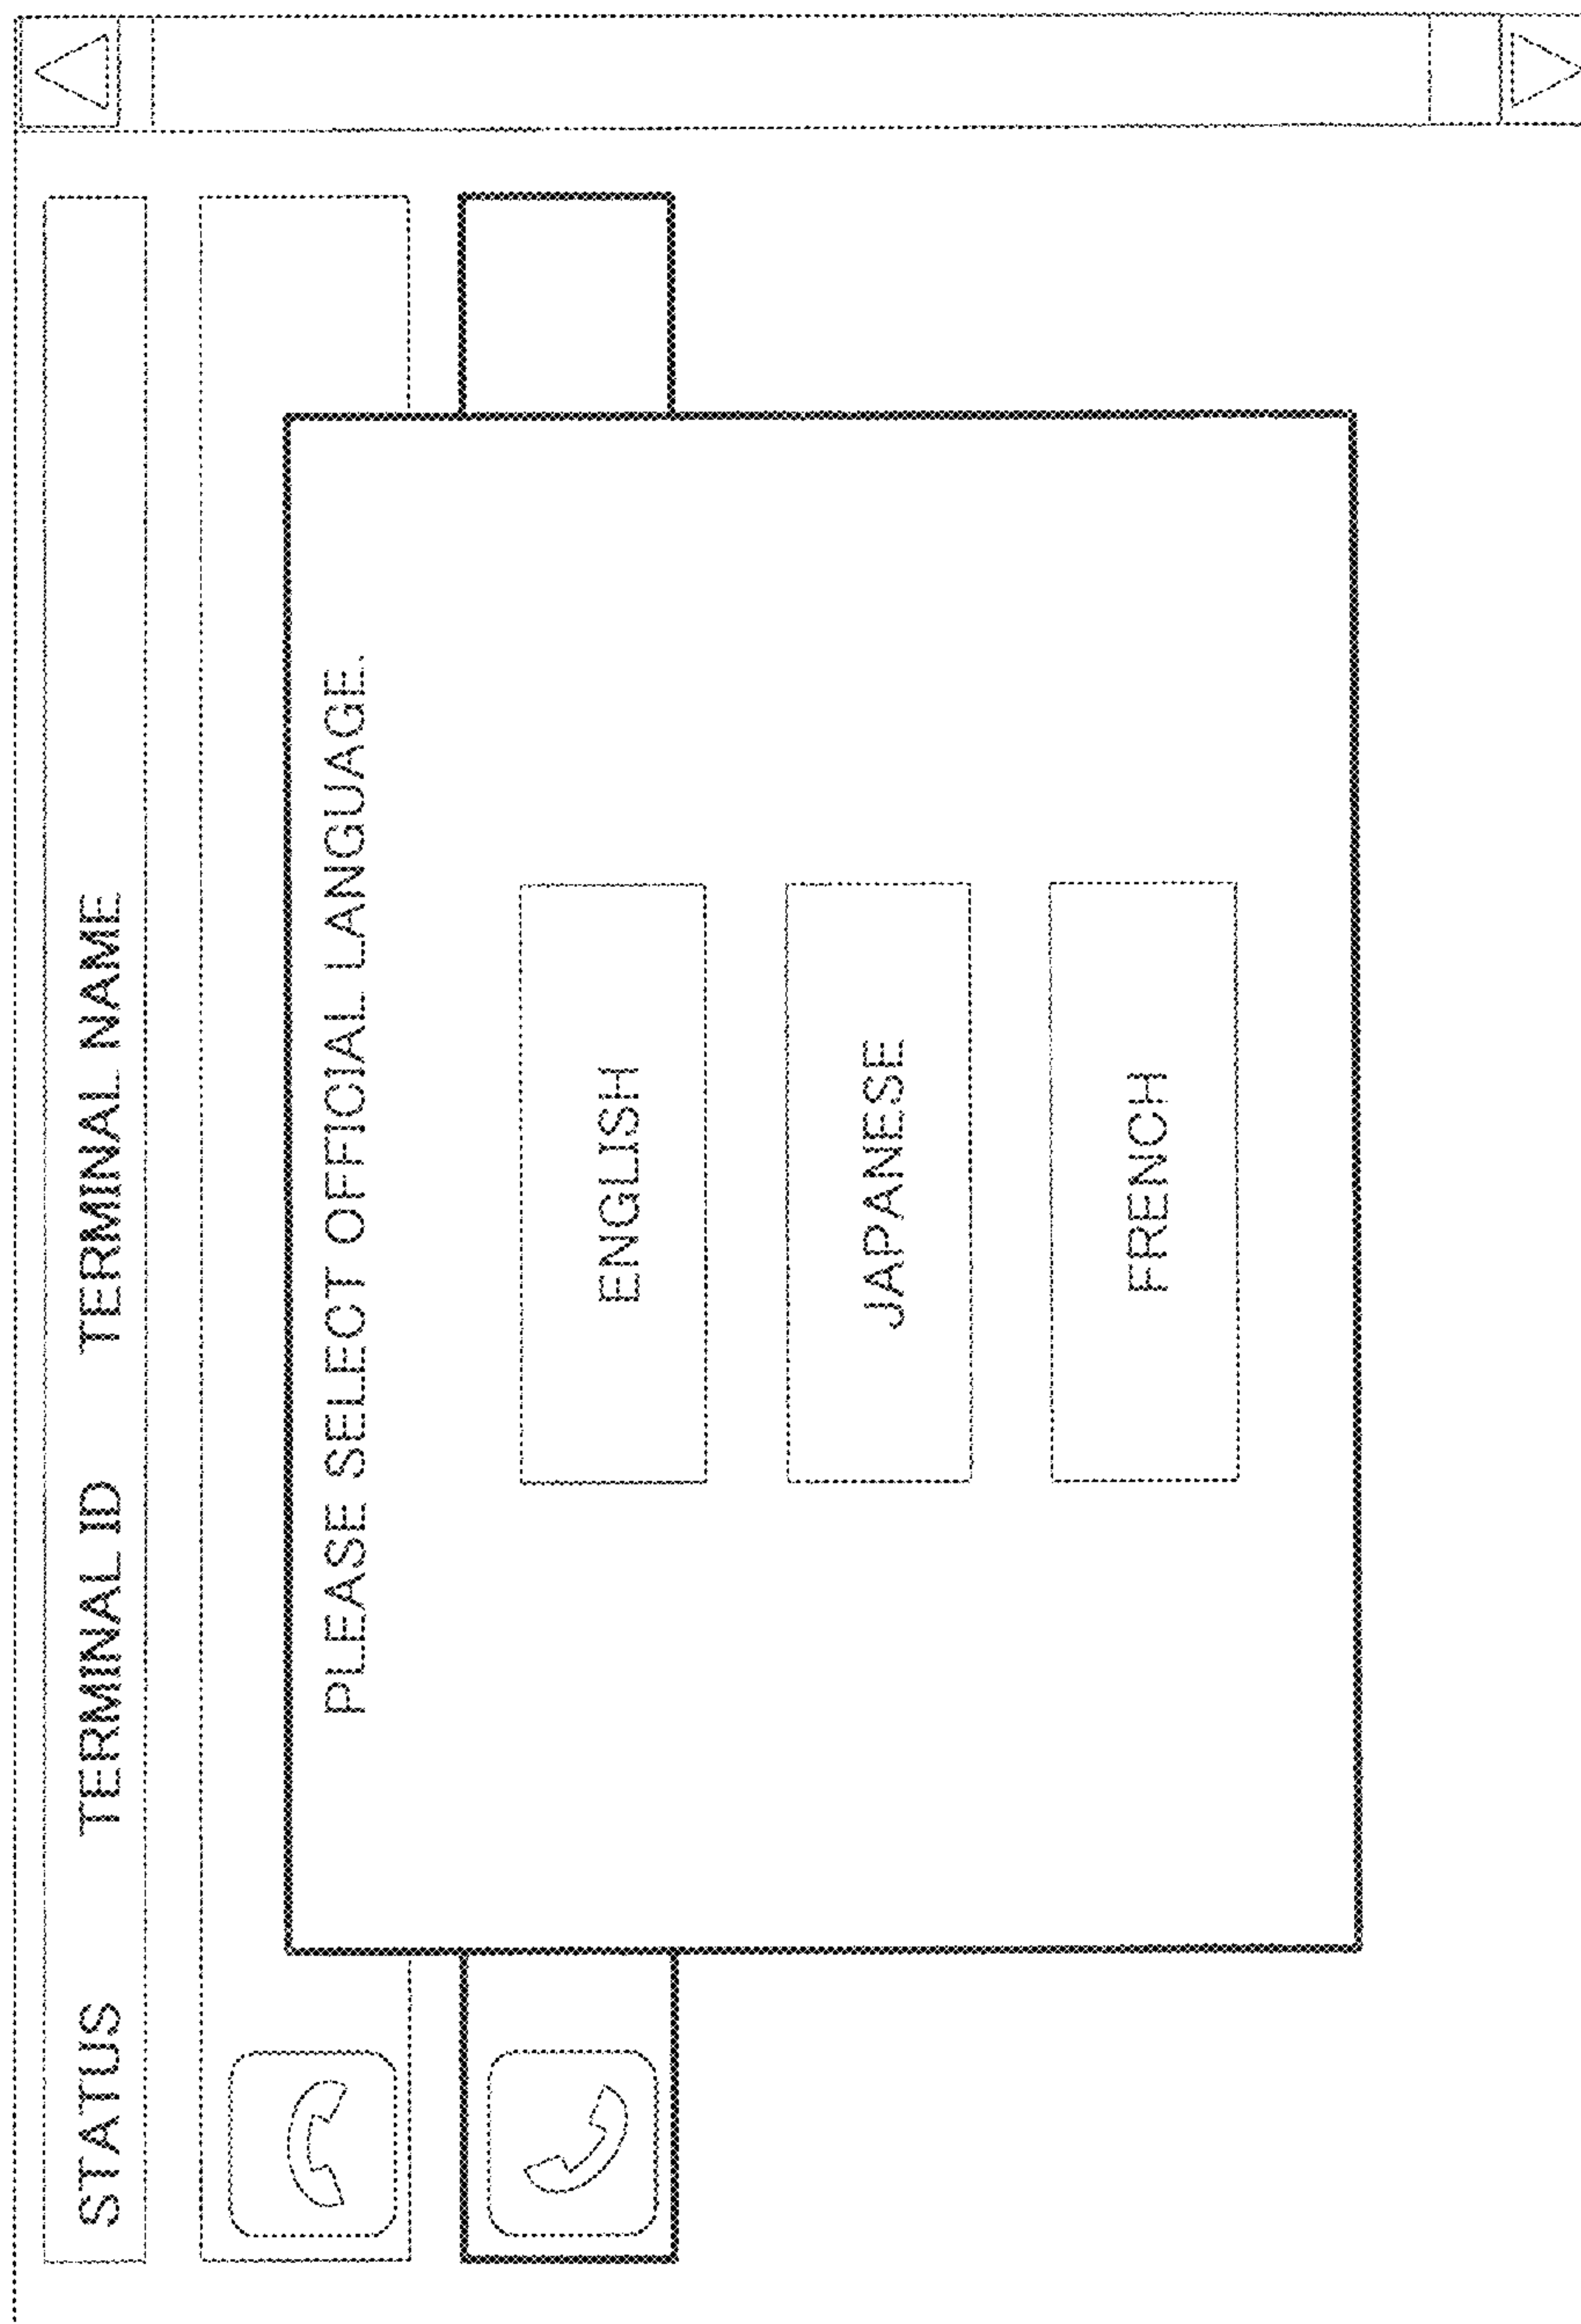 STATUS TERMINAL ID TERMINAL NAME
PLEASE SELECT OFFICIAL LANGUAGE.
ENGLISH
JAPANESE
FRENCH